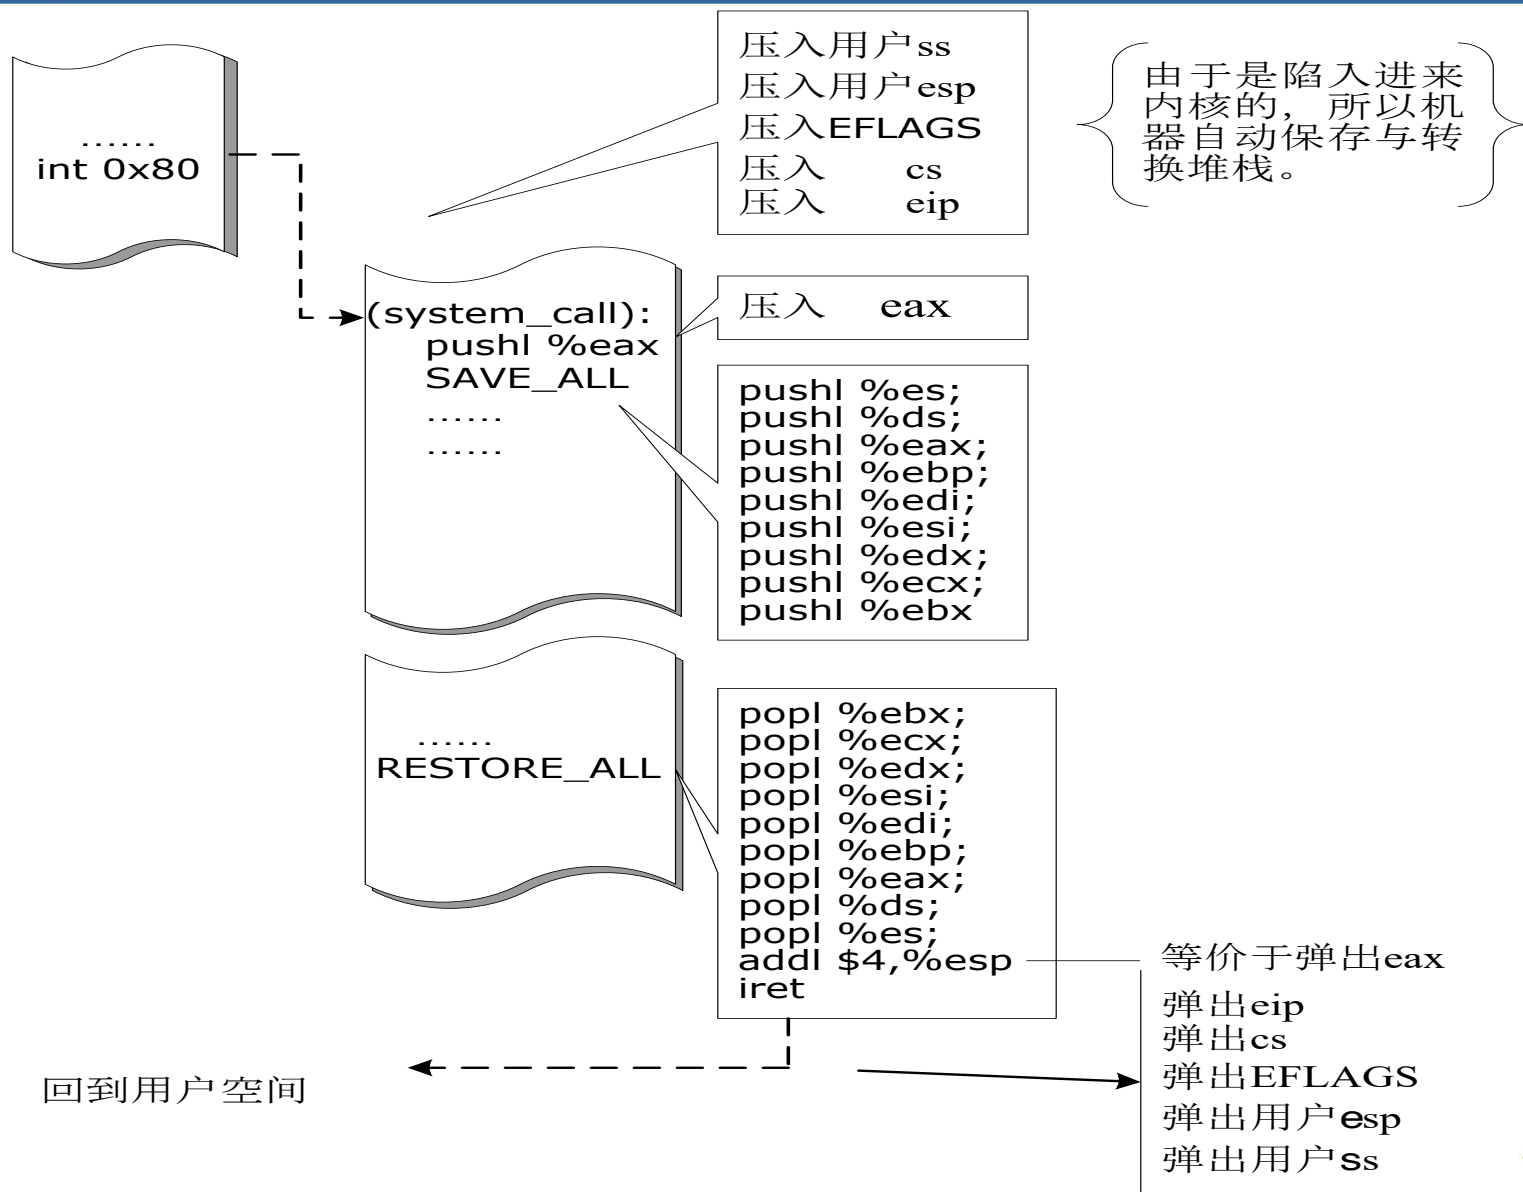 ......
int 0x80
压入用户ss
压入用户esp
压入EFLAGS
压入 cs
压入 eip
由于是陷入进来
内核的，所以机
器自动保存与转
换堆栈。
(system_call):
pushl %eax
SAVE_ALL
......
......
压入 eax
pushl %es;
pushl %ds;
pushl %eax;
pushl %ebp;
pushl %edi;
pushl %esi;
pushl %edx;
pushl %ecx;
pushl %ebx
......
RESTORE_ALL
popl %ebx;
popl %ecx;
popl %edx;
popl %esi;
popl %edi;
popl %ebp;
popl %eax;
popl %ds;
popl %es;
addl $4,%esp
iret
等价于弹出eax
弹出eip
弹出cs
弹出EFLAGS
弹出用户esp
弹出用户ss
回到用户空间